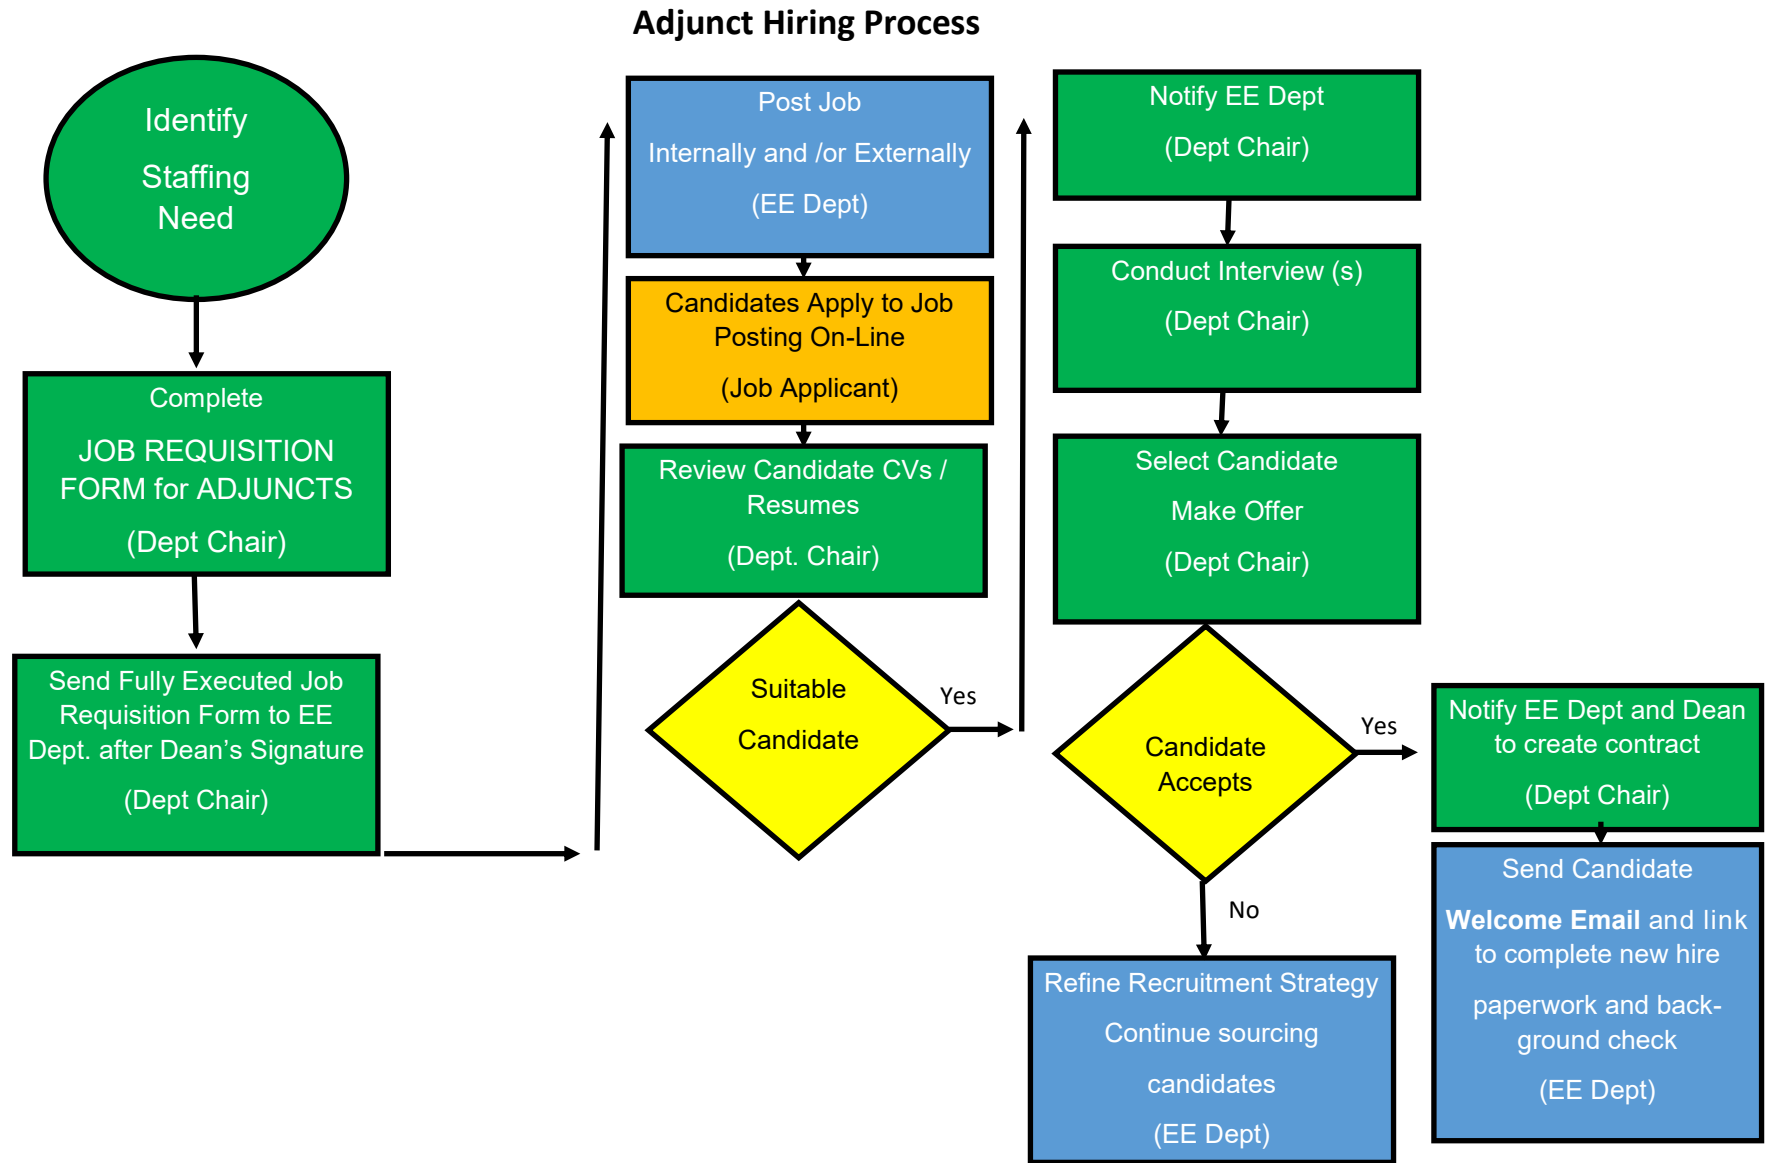 Adjunct Hiring Process
Identify
Staffing
Need
Complete
JOB REQUISITION
FORM for ADJUNCTS
(Dept Chair)
Send Fully Executed Job
Requisition Form to EE
Dept. after Dean’s Signature
(Dept Chair)
Post Job
Internally and /or Externally
(EE Dept)
Candidates Apply to Job
Posting On-Line
(Job Applicant)
Review Candidate CVs /
Resumes
(Dept. Chair)
Suitable
Candidate
Yes
Notify EE Dept
(Dept Chair)
Conduct Interview (s)
(Dept Chair)
Select Candidate
Make Offer
(Dept Chair)
Candidate
Accepts
Yes
No
Refine Recruitment Strategy
Continue sourcing
candidates
(EE Dept)
Notify EE Dept and Dean
to create contract
(Dept Chair)
Send Candidate
Welcome Email and link
to complete new hire
paperwork and back-
ground check
(EE Dept)